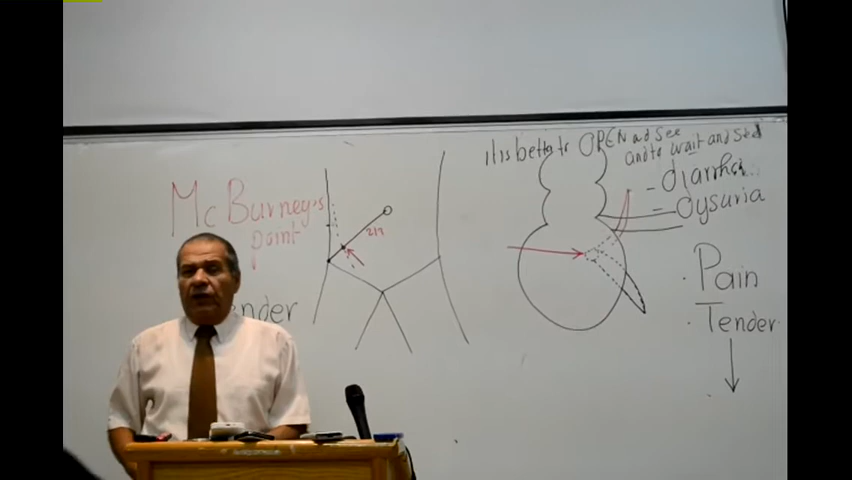 It is better to OPEN and see
and to wait and See
McBurney's
point
2/3
- diarrhea
- dysuria
Pain
Tender
Tender